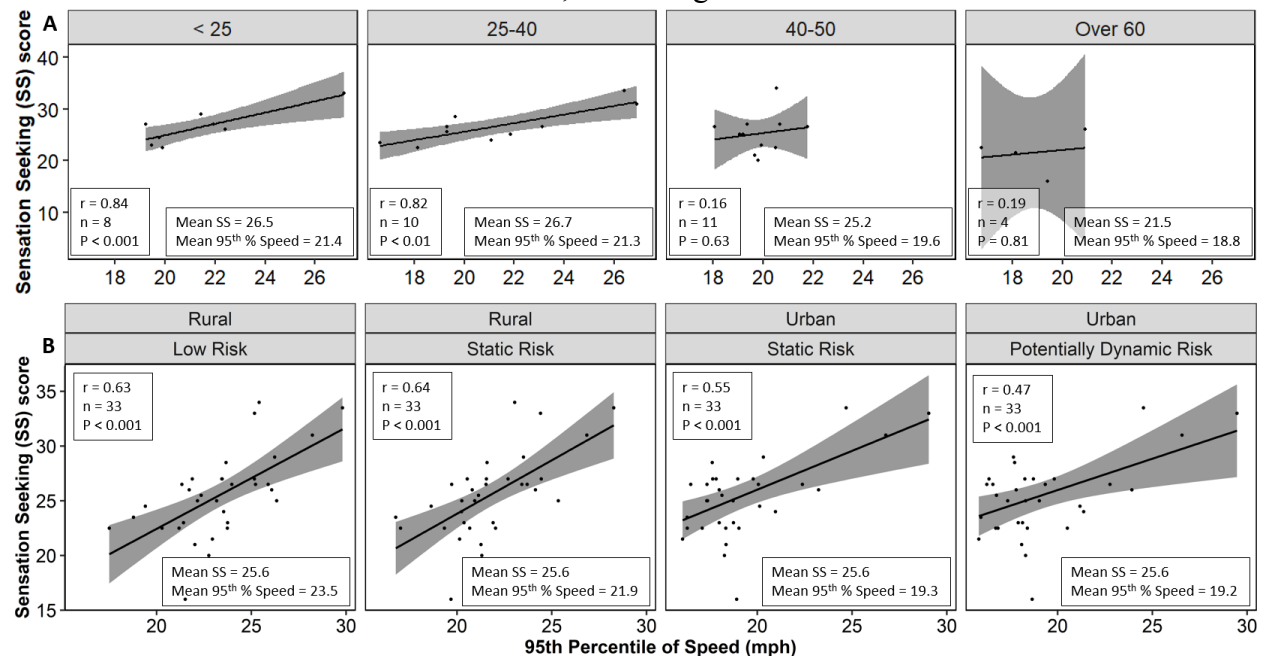 A
< 25
25-40
40-50
Over 60
Sensation Seeking (SS) score
40
30
20
10
r = 0.84
n = 8
P < 0.001
Mean SS = 26.5
Mean 95th % Speed = 21.4
r = 0.82
n = 10
P < 0.01
Mean SS = 26.7
Mean 95th % Speed = 21.3
r = 0.16
n = 11
P = 0.63
Mean SS = 25.2
Mean 95th % Speed = 19.6
r = 0.19
n = 4
P = 0.81
Mean SS = 21.5
Mean 95th % Speed = 18.8
18 20 22 24 26
18 20 22 24 26
18 20 22 24 26
18 20 22 24 26
B
Rural
Low Risk
Rural
Static Risk
Urban
Static Risk
Urban
Potentially Dynamic Risk
Sensation Seeking (SS) score
35
30
25
20
15
r = 0.63
n = 33
P < 0.001
Mean SS = 25.6
Mean 95th % Speed = 23.5
r = 0.64
n = 33
P < 0.001
Mean SS = 25.6
Mean 95th % Speed = 21.9
r = 0.55
n = 33
P < 0.001
Mean SS = 25.6
Mean 95th % Speed = 19.3
r = 0.47
n = 33
P < 0.001
Mean SS = 25.6
Mean 95th % Speed = 19.2
20 25 30
20 25 30
20 25 30
20 25 30
95th Percentile of Speed (mph)